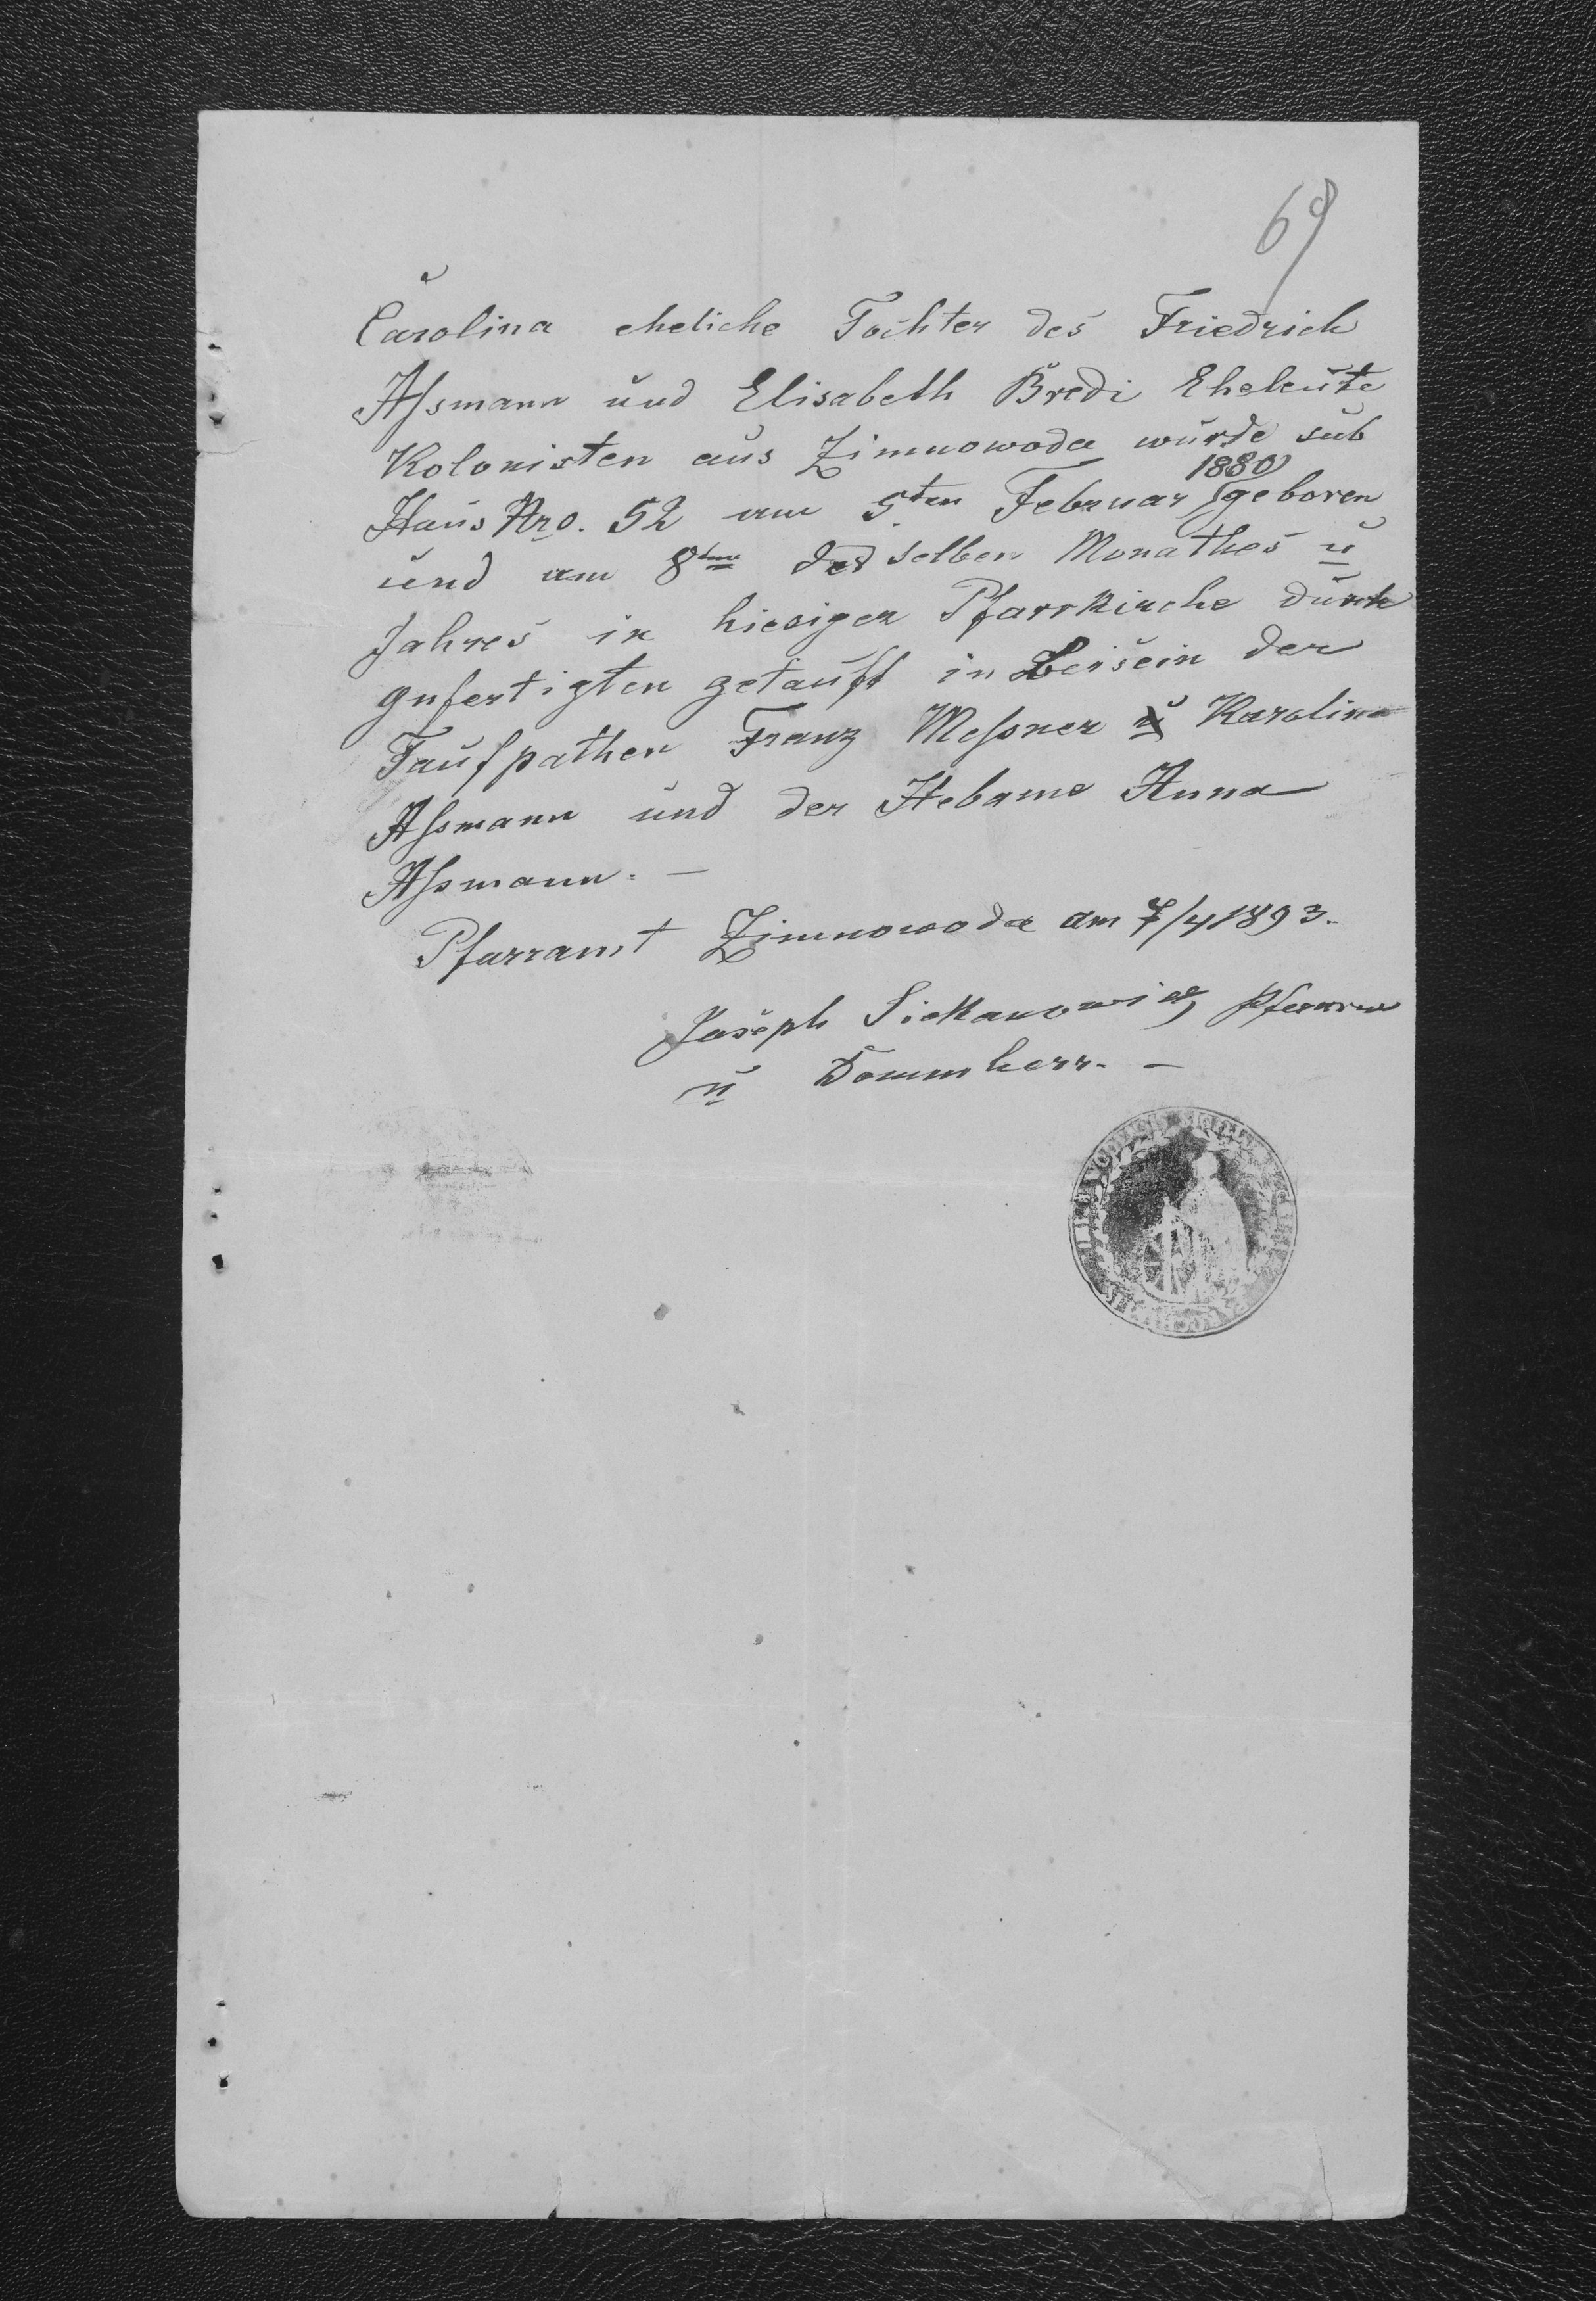 69
Carolina eheliche Tochter des Friedrich
Assmann und Elisabeth Bredi Eheleute
Kolonisten aus Zimnowoda wurde sub
1880
Haus Nro. 52 am 5ten Februar geboren
und am 8ten desselben Monathes u
Jahres in hiesiger Pfarrkirche durch
gefertigten getauft in Beisein der
Taufpathen Franz Messner u Karolina
Assmann und der Hebame Anna
Assmann. —
Pfarramt Zimnowoda am 7/4 1893.
Joseph Pfarrer
u Dommherr. —